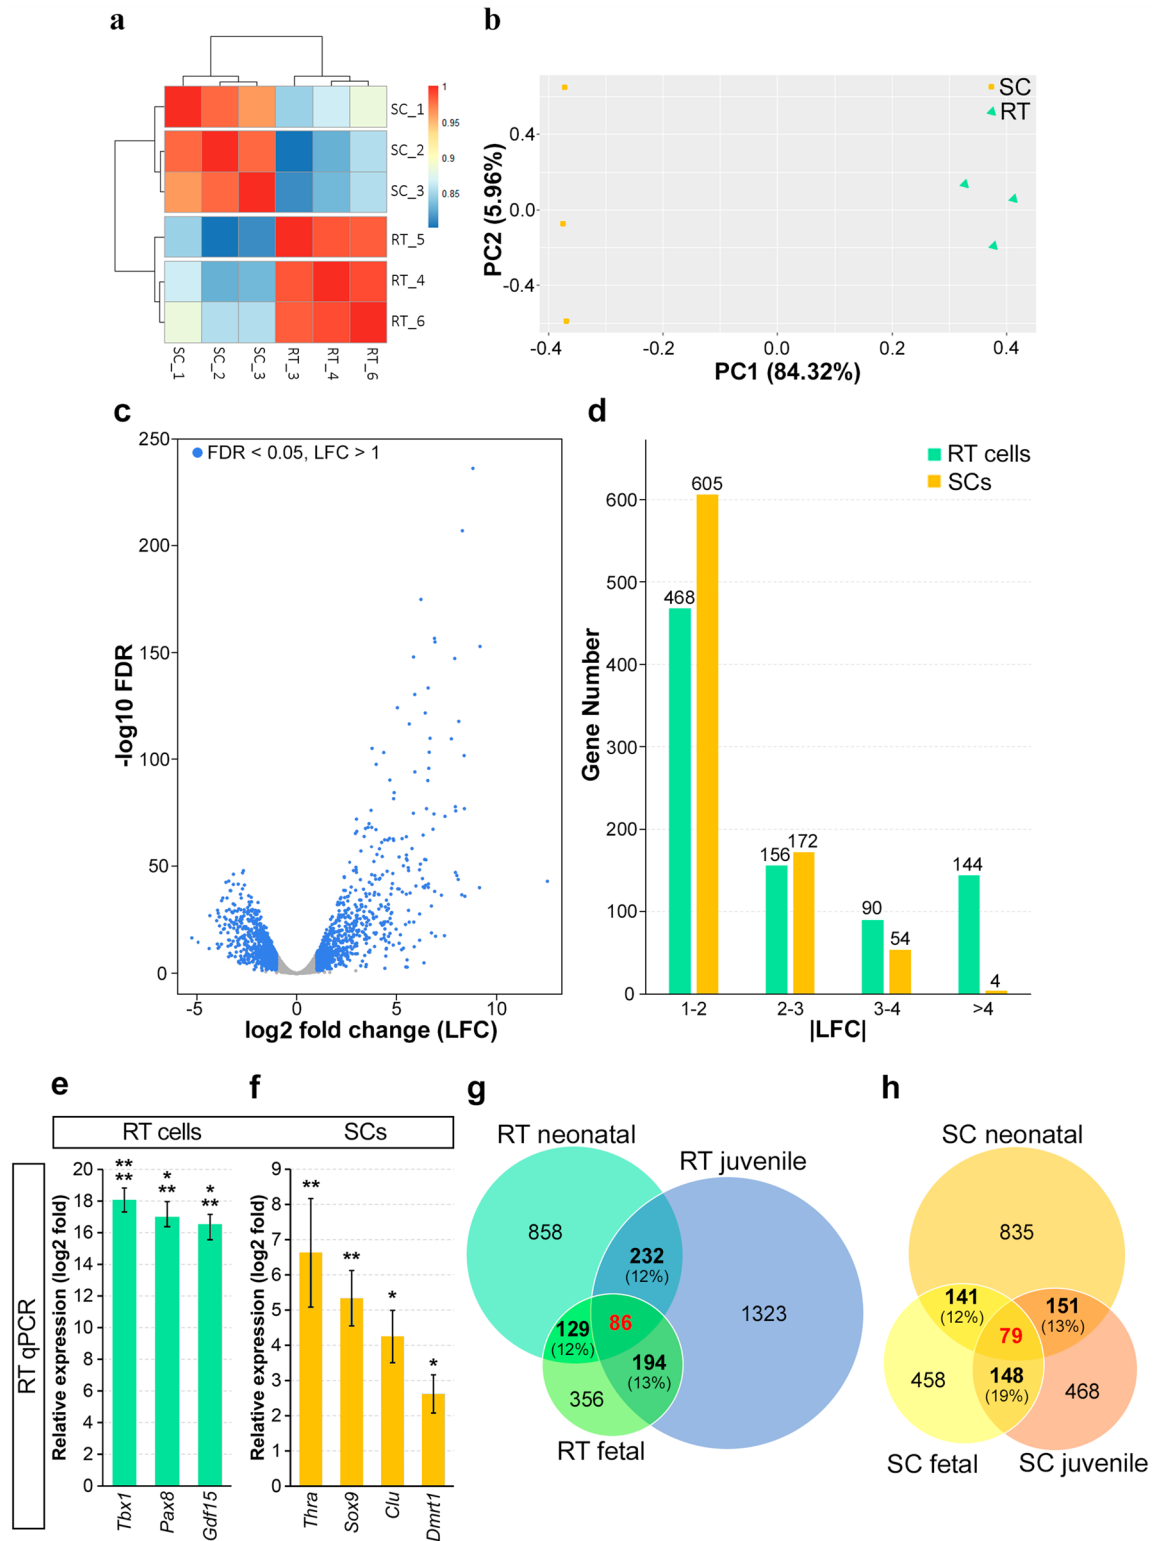 a
SC_1
SC_2
SC_3
RT_5
RT_4
RT_6
1
0.95
0.9
0.85
SC_1
SC_2
SC_3
RT_3
RT_4
RT_6
b
SC
RT
PC2 (5.96%)
0.4
0.0
-0.4
-0.4
-0.2
0.0
0.2
0.4
PC1 (84.32%)
c
FDR < 0.05, LFC > 1
-log10 FDR
250
200
150
100
50
0
-5
0
5
10
log2 fold change (LFC)
d
RT cells
SCs
Gene Number
600
500
400
300
200
100
0
468
605
156
172
90
54
144
4
1-2
2-3
3-4
>4
|LFC|
e
f
RT cells
SCs
RT qPCR
Relative expression (log2 fold)
20
18
16
14
12
10
8
6
4
2
0
**
**
*
**
*
**
Tbx1
Pax8
Gdf15
Relative expression (log2 fold)
9
8
7
6
5
4
3
2
1
0
**
**
*
*
Thra
Sox9
Clu
Dmrt1
g
RT neonatal
RT juvenile
858
232
(12%)
1323
129
(12%)
86
194
(13%)
356
RT fetal
h
SC neonatal
835
141
(12%)
151
(13%)
79
458
148
(19%)
468
SC fetal
SC juvenile